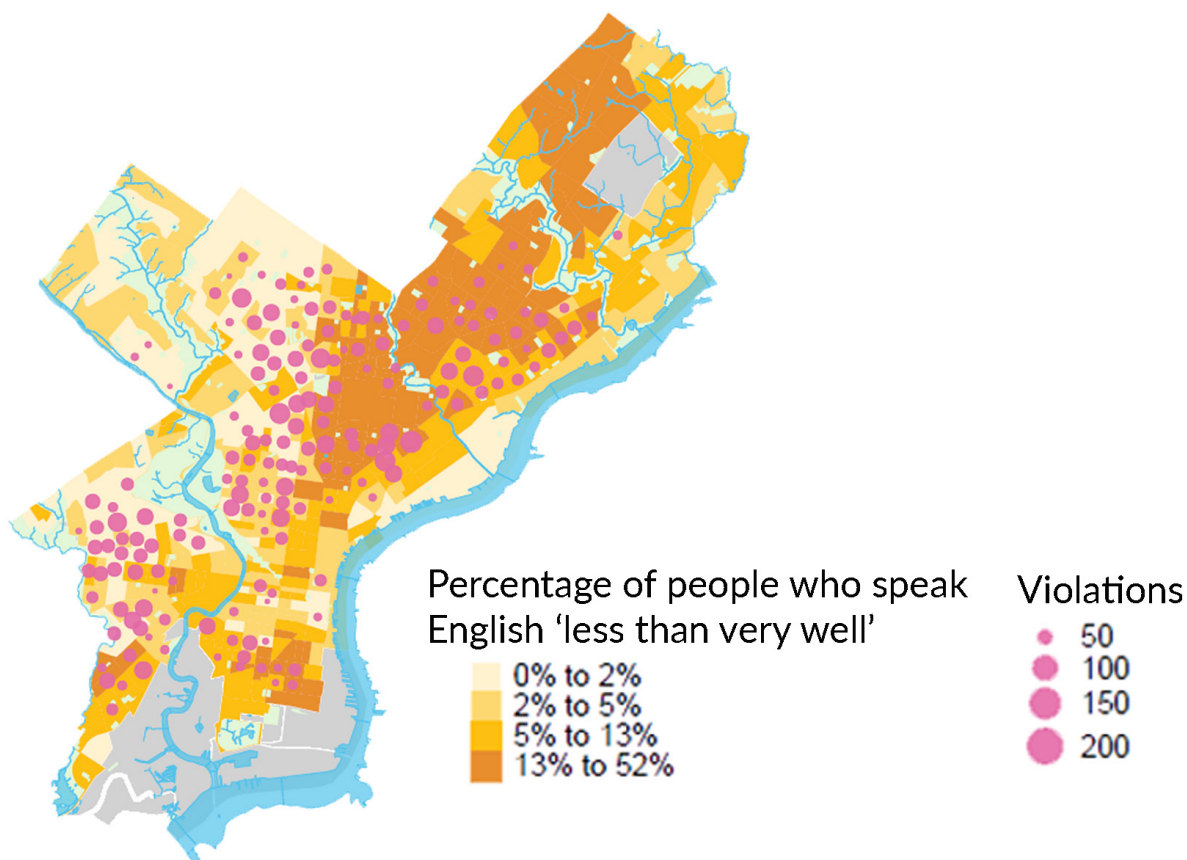 Percentage of people who speak
English ‘less than very well’
0% to 2%
2% to 5%
5% to 13%
13% to 52%
Violations
50
100
150
200